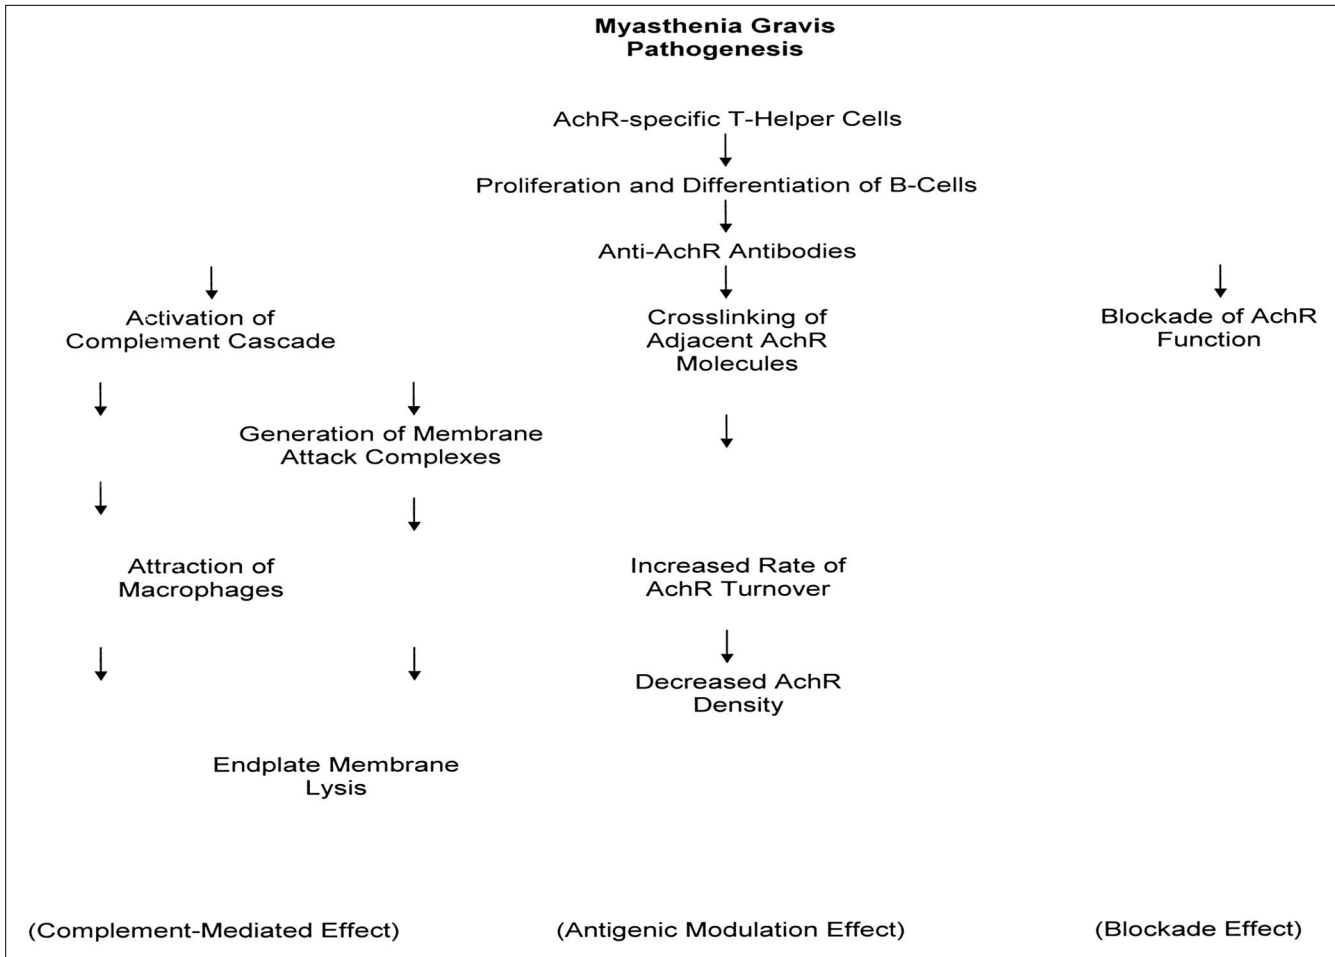 Myasthenia Gravis
Pathogenesis
AchR-specific T-Helper Cells
Proliferation and Differentiation of B-Cells
Anti-AchR Antibodies
Activation of
Complement Cascade
Crosslinking of
Adjacent AchR
Molecules
Blockade of AchR
Function
Generation of Membrane
Attack Complexes
Attraction of
Macrophages
Increased Rate of
AchR Turnover
Decreased AchR
Density
Endplate Membrane
Lysis
(Complement-Mediated Effect)
(Antigenic Modulation Effect)
(Blockade Effect)